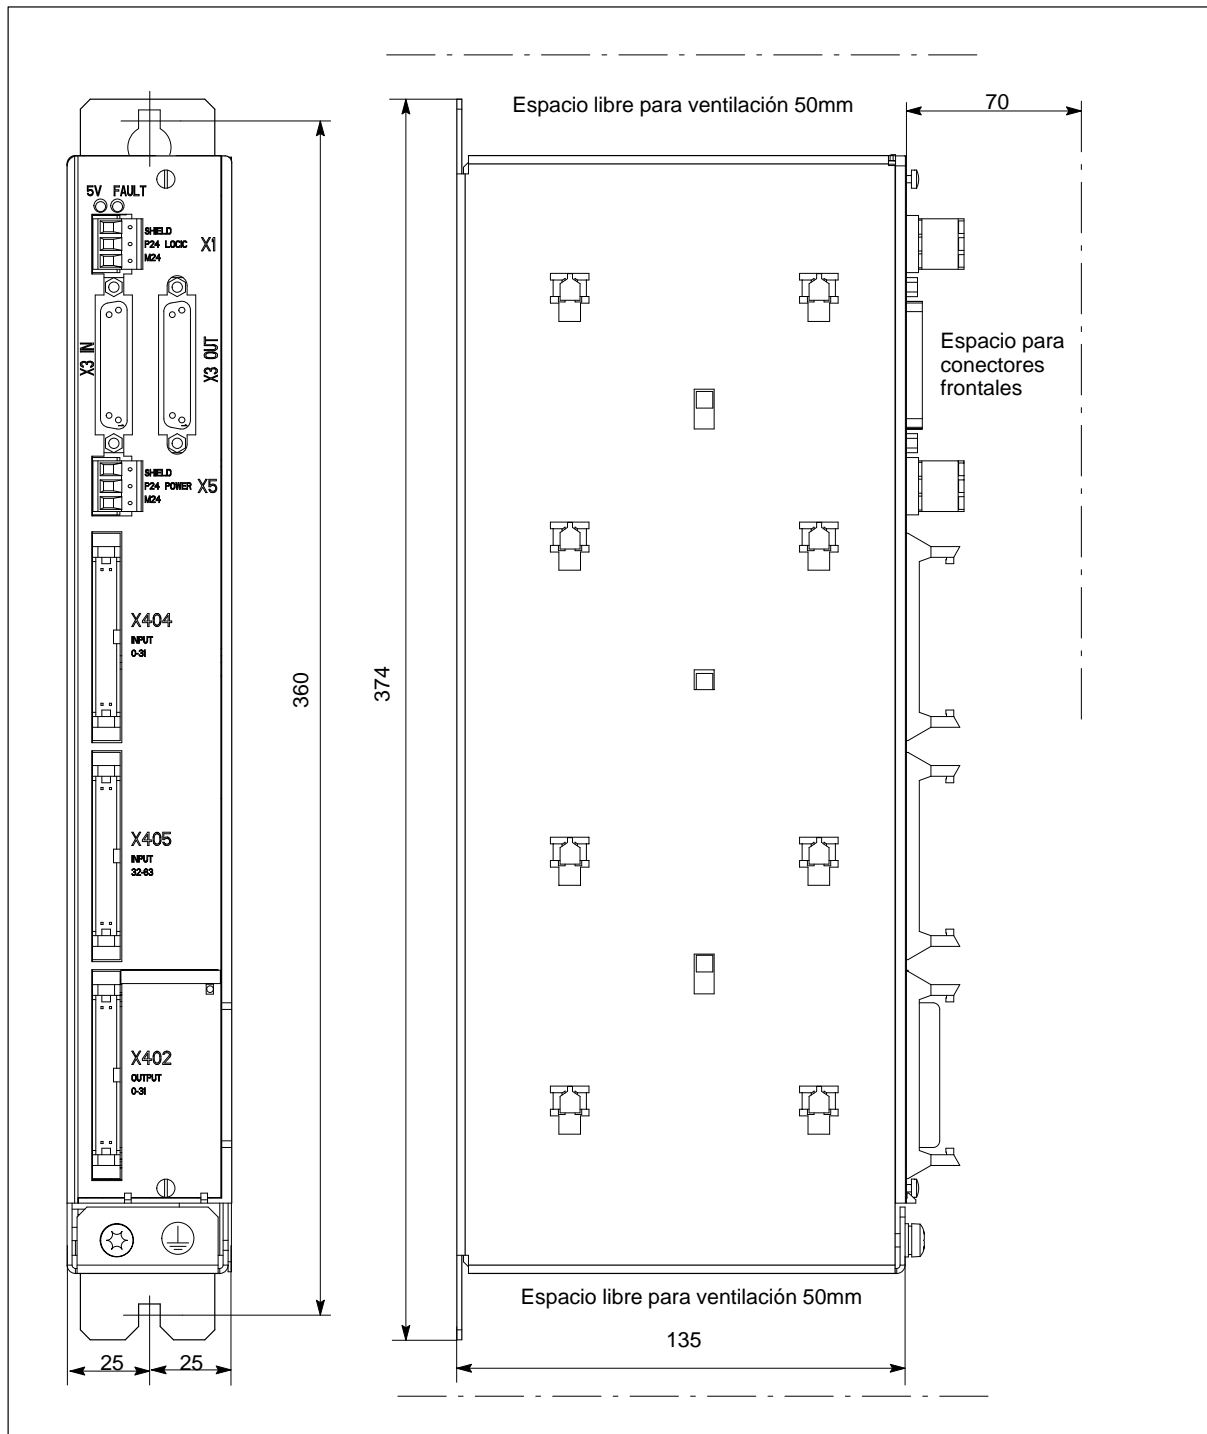 Espacio libre para ventilación 50mm
70
5V FAULT
SHIELD
P24 LOGIC
M24
X1
X3 IN
X3 OUT
Espacio para
conectores
frontales
SHIELD
P24 POWER
M24
X5
X404
INPUT
0-31
360
374
X405
INPUT
32-63
X402
OUTPUT
0-31
Espacio libre para ventilación 50mm
25
25
135